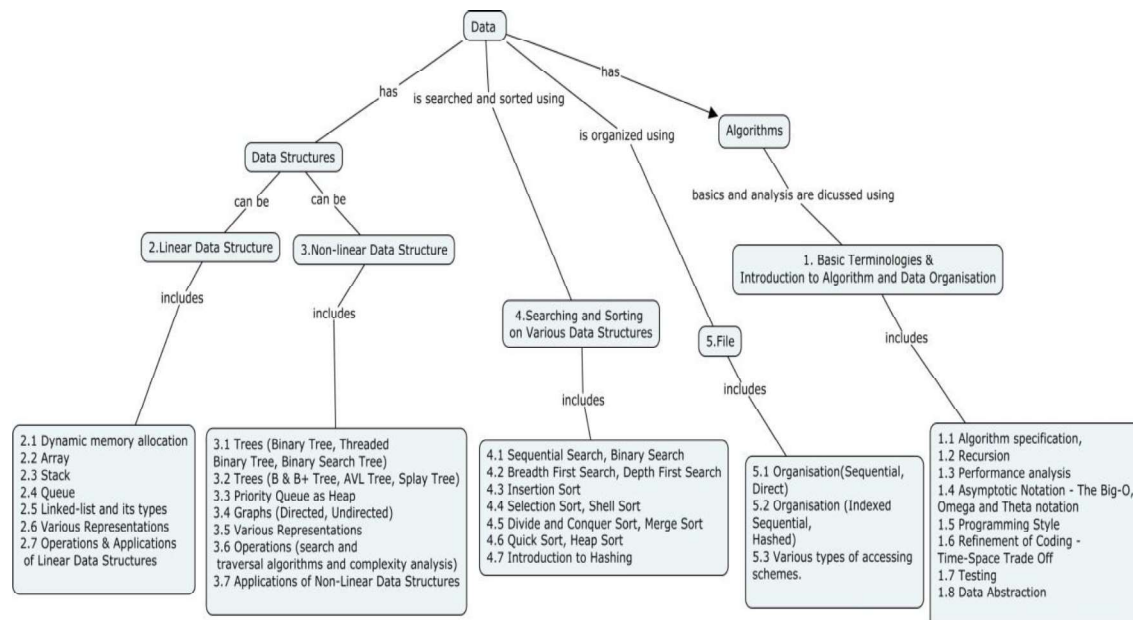 Data
has
is searched and sorted using
is organized using
has
Data Structures
Algorithms
can be
can be
basics and analysis are dicussed using
2.Linear Data Structure
3.Non-linear Data Structure
1. Basic Terminologies &
Introduction to Algorithm and Data Organisation
includes
includes
4.Searching and Sorting
on Various Data Structures
5.File
includes
includes
includes
2.1 Dynamic memory allocation
2.2 Array
2.3 Stack
2.4 Queue
2.5 Linked-list and its types
2.6 Various Representations
2.7 Operations & Applications
of Linear Data Structures
3.1 Trees (Binary Tree, Threaded
Binary Tree, Binary Search Tree)
3.2 Trees (B & B+ Tree, AVL Tree, Splay Tree)
3.3 Priority Queue as Heap
3.4 Graphs (Directed, Undirected)
3.5 Various Representations
3.6 Operations (search and
traversal algorithms and complexity analysis)
3.7 Applications of Non-Linear Data Structures
4.1 Sequential Search, Binary Search
4.2 Breadth First Search, Depth First Search
4.3 Insertion Sort
4.4 Selection Sort, Shell Sort
4.5 Divide and Conquer Sort, Merge Sort
4.6 Quick Sort, Heap Sort
4.7 Introduction to Hashing
5.1 Organisation(Sequential,
Direct)
5.2 Organisation (Indexed
Sequential,
Hashed)
5.3 Various types of accessing
schemes.
1.1 Algorithm specification,
1.2 Recursion
1.3 Performance analysis
1.4 Asymptotic Notation - The Big-O,
Omega and Theta notation
1.5 Programming Style
1.6 Refinement of Coding -
Time-Space Trade Off
1.7 Testing
1.8 Data Abstraction